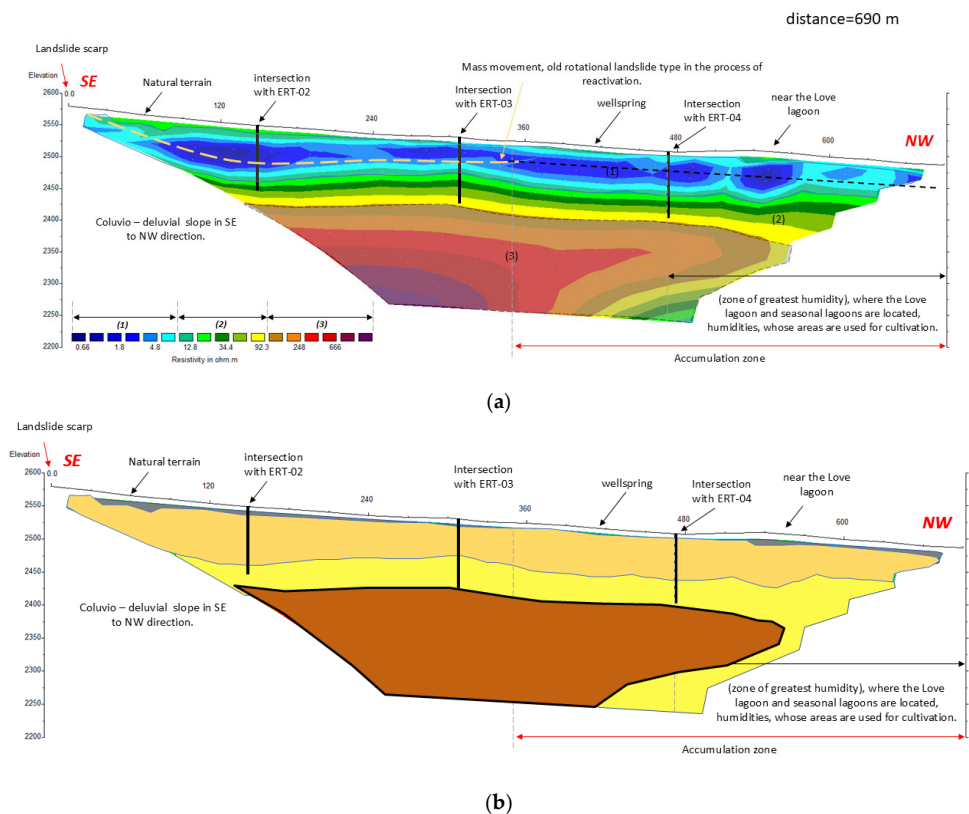 distance=690 m
Landslide scarp
Elevation
SE
Natural terrain
intersection
with ERT-02
Intersection
with ERT-03
Mass movement, old rotational landslide type in the process of
reactivation.
wellspring
Intersection
with ERT-04
near the Love
lagoon
NW
2600
0.0
120
240
360
480
600
2550
2500
2450
2400
2350
2300
2250
2200
(1)
(2)
(3)
Coluvio – deluvial slope in SE
to NW direction.
(zone of greatest humidity), where the Love
lagoon and seasonal lagoons are located,
humidities, whose areas are used for cultivation.
Accumulation zone
(1) (2) (3)
0.66 1.8 4.8 12.8 34.4 92.3 248 666
Resistivity in ohm.m
(a)
Landslide scarp
Elevation
SE
Natural terrain
intersection
with ERT-02
Intersection
with ERT-03
wellspring
Intersection
with ERT-04
near the Love
lagoon
NW
2600
0.0
120
240
360
480
600
2550
2500
2450
2400
2350
2300
2250
2200
Coluvio – deluvial slope in SE
to NW direction.
(zone of greatest humidity), where the Love
lagoon and seasonal lagoons are located,
humidities, whose areas are used for cultivation.
Accumulation zone
(b)